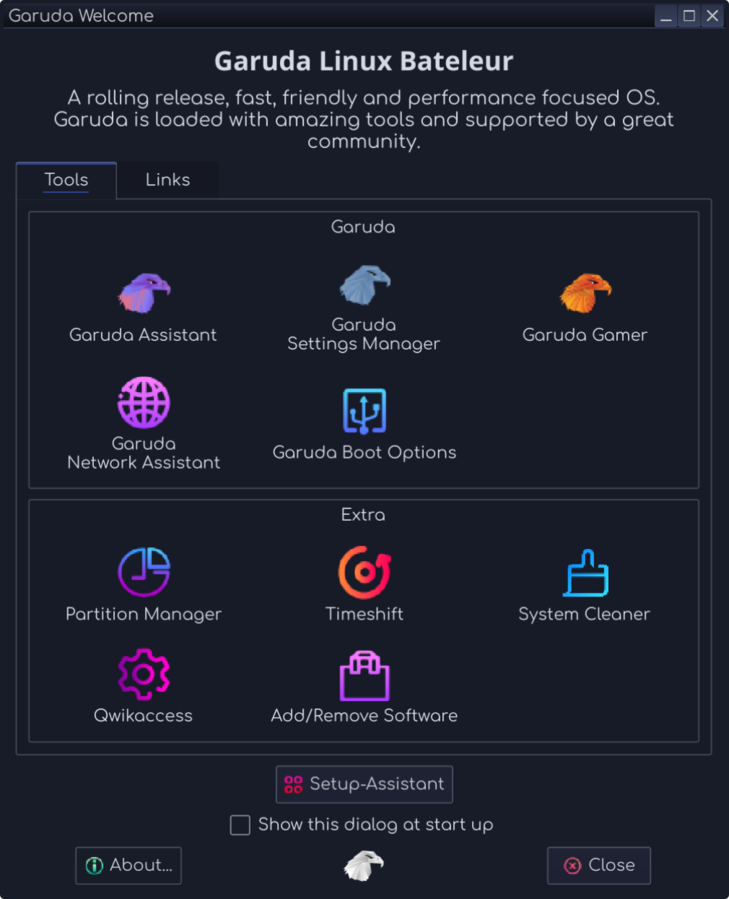 Garuda Welcome
Garuda Linux Bateleur
A rolling release, fast, friendly and performance focused OS.
Garuda is loaded with amazing tools and supported by a great
community.
Tools
Links
Garuda
Garuda Assistant
Garuda
Settings Manager
Garuda Gamer
Garuda
Network Assistant
Garuda Boot Options
Extra
Partition Manager
Timeshift
System Cleaner
Qwikaccess
Add/Remove Software
Setup-Assistant
Show this dialog at start up
About...
Close